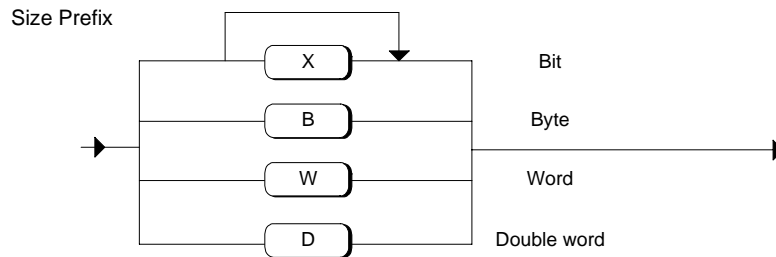 Size Prefix
X Bit
B Byte
W Word
D Double word